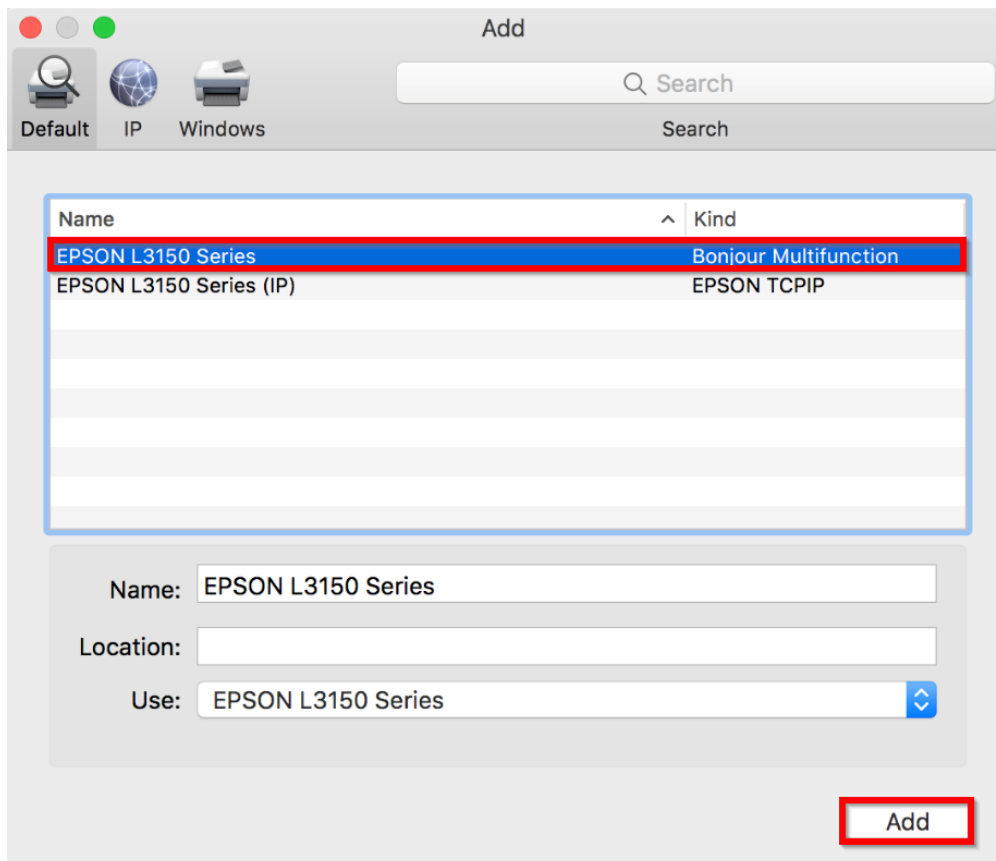 Add
Default IP Windows Search
Search
Name Kind
EPSON L3150 Series Bonjour Multifunction
EPSON L3150 Series (IP) EPSON TCPIP
Name: EPSON L3150 Series
Location:
Use: EPSON L3150 Series
Add